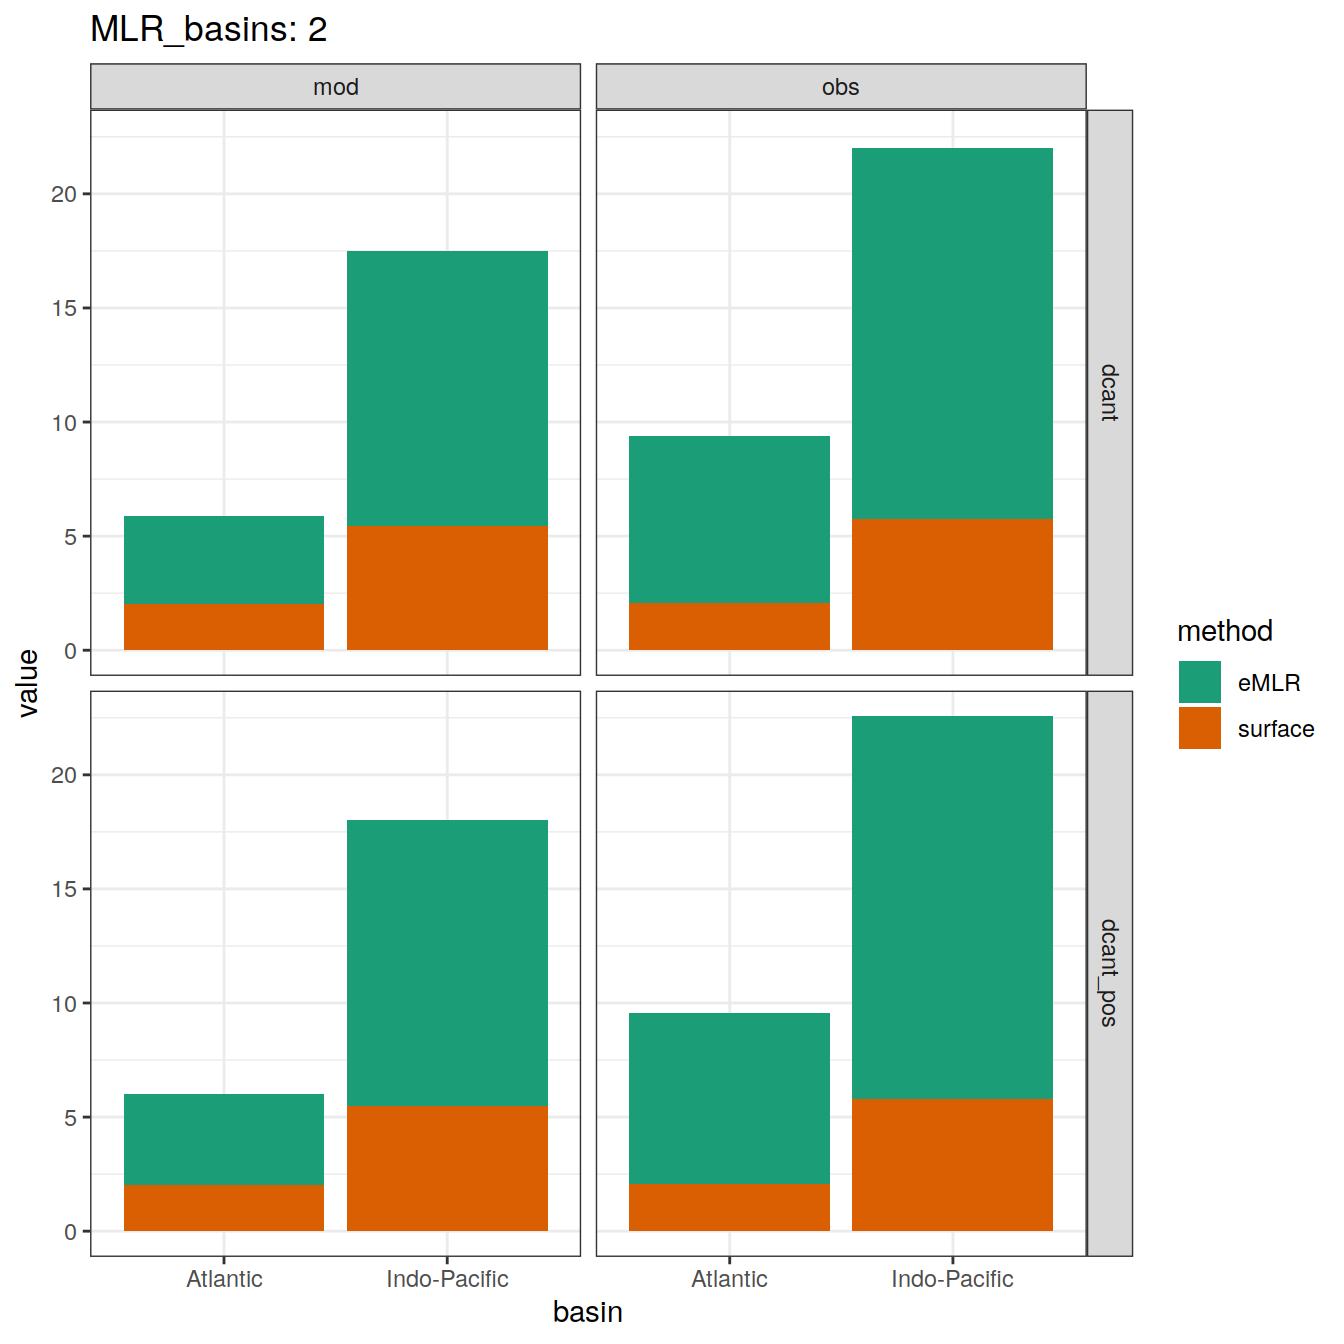 MLR_basins: 2
mod
obs
20
15
10
5
0
dcant
20
15
10
5
0
dcant_pos
value
Atlantic
Indo-Pacific
Atlantic
Indo-Pacific
basin
method
eMLR
surface